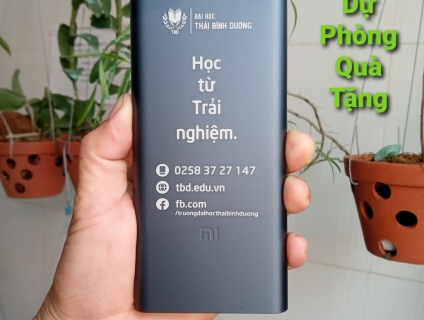 TBD
ĐẠI HỌC
THÁI BÌNH DƯƠNG
Học
từ
Trải
nghiệm.
0258 37 27 147
tbd.edu.vn
fb.com
/truongdaihocthaibinhduong
mi
Dự
Phòng
Quà
Tặng